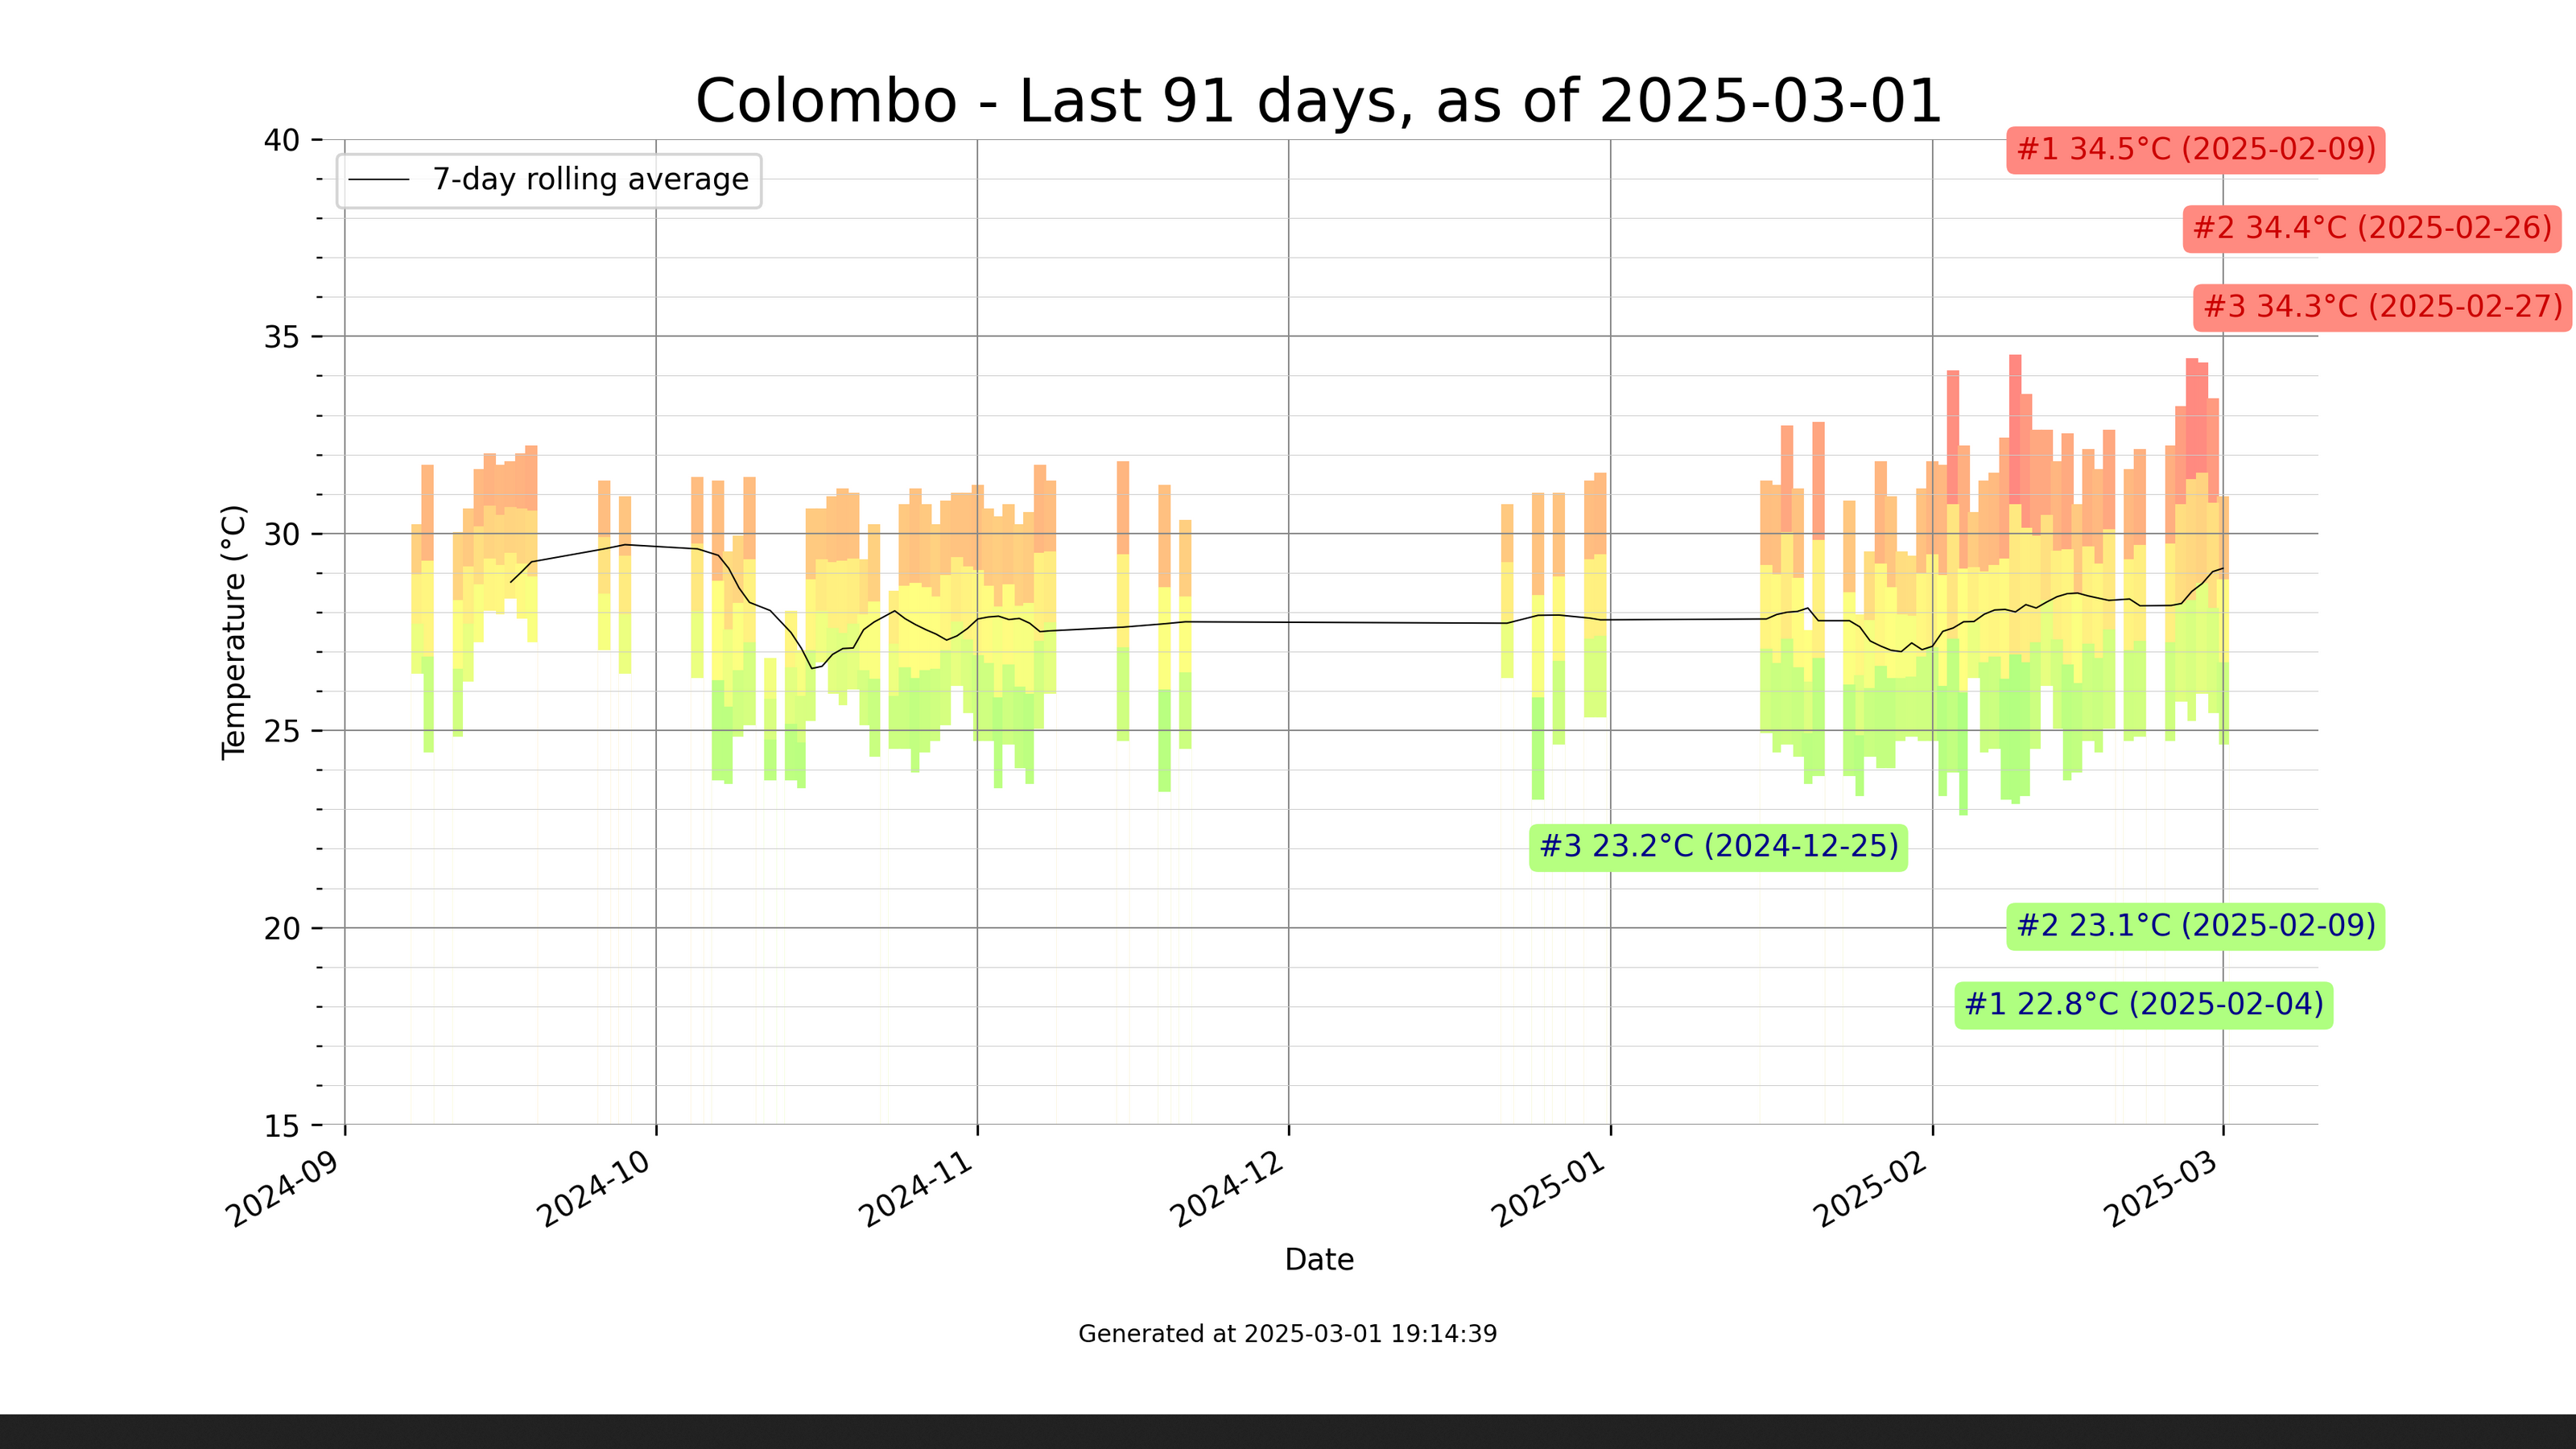 Colombo - Last 91 days, as of 2025-03-01
#1 34.5°C (2025-02-09)
#2 34.4°C (2025-02-26)
#3 34.3°C (2025-02-27)
7-day rolling average
40
35
30
25
20
15
Temperature (°C)
#3 23.2°C (2024-12-25)
#2 23.1°C (2025-02-09)
#1 22.8°C (2025-02-04)
2024-09
2024-10
2024-11
2024-12
2025-01
2025-02
2025-03
Date
Generated at 2025-03-01 19:14:39